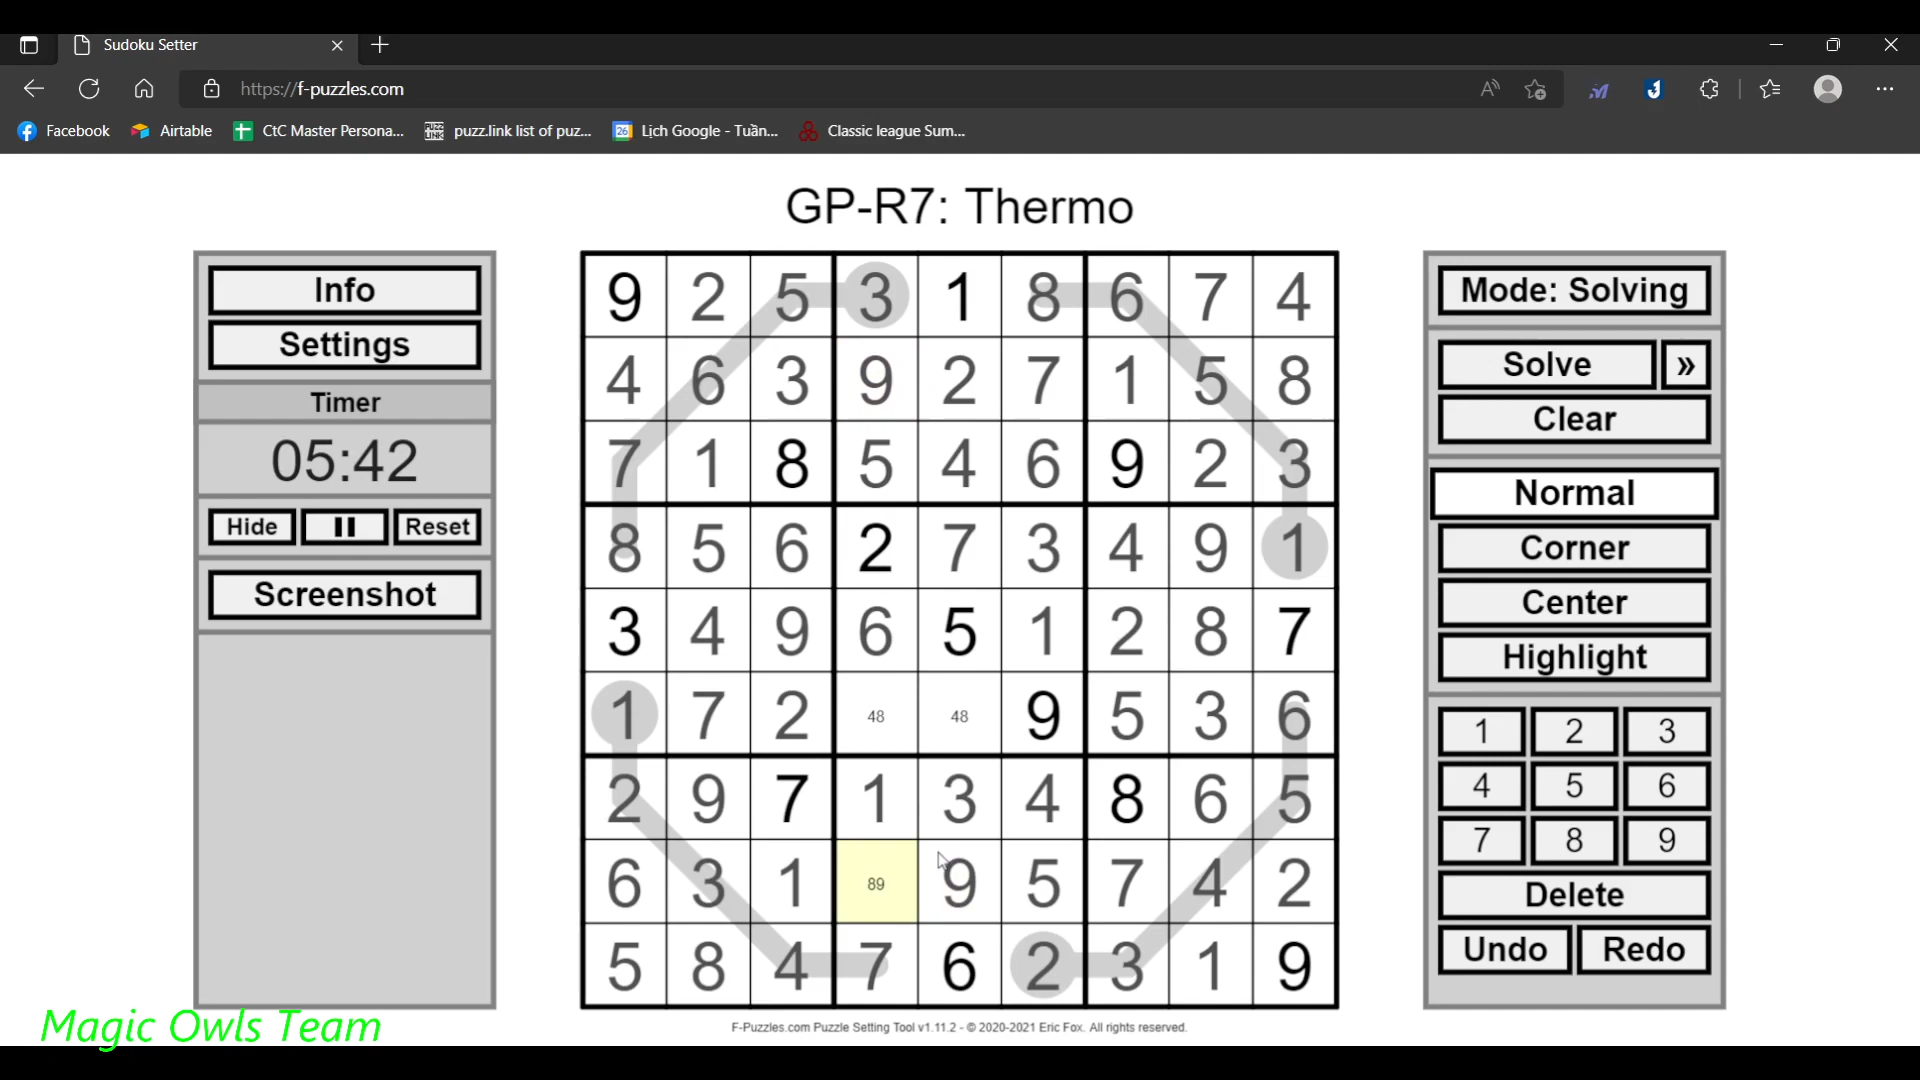 Sudoku Setter
https://f-puzzles.com
Facebook
Airtable
CtC Master Persona...
puzz.link list of puz...
Lịch Google - Tuần...
Classic league Sum...
GP-R7: Thermo
Info
Settings
Timer
05:42
Hide
Reset
Screenshot
9 2 5 3 1 8 6 7 4
4 6 3 9 2 7 1 5 8
7 1 8 5 4 6 9 2 3
8 5 6 2 7 3 4 9 1
3 4 9 6 5 1 2 8 7
1 7 2 48 48 9 5 3 6
2 9 7 1 3 4 8 6 5
6 3 1 89 9 5 7 4 2
5 8 4 7 6 2 3 1 9
Mode: Solving
Solve »
Clear
Normal
Corner
Center
Highlight
1 2 3
4 5 6
7 8 9
Delete
Undo Redo
Magic Owls Team
F-Puzzles.com Puzzle Setting Tool v1.11.2 - © 2020-2021 Eric Fox. All rights reserved.